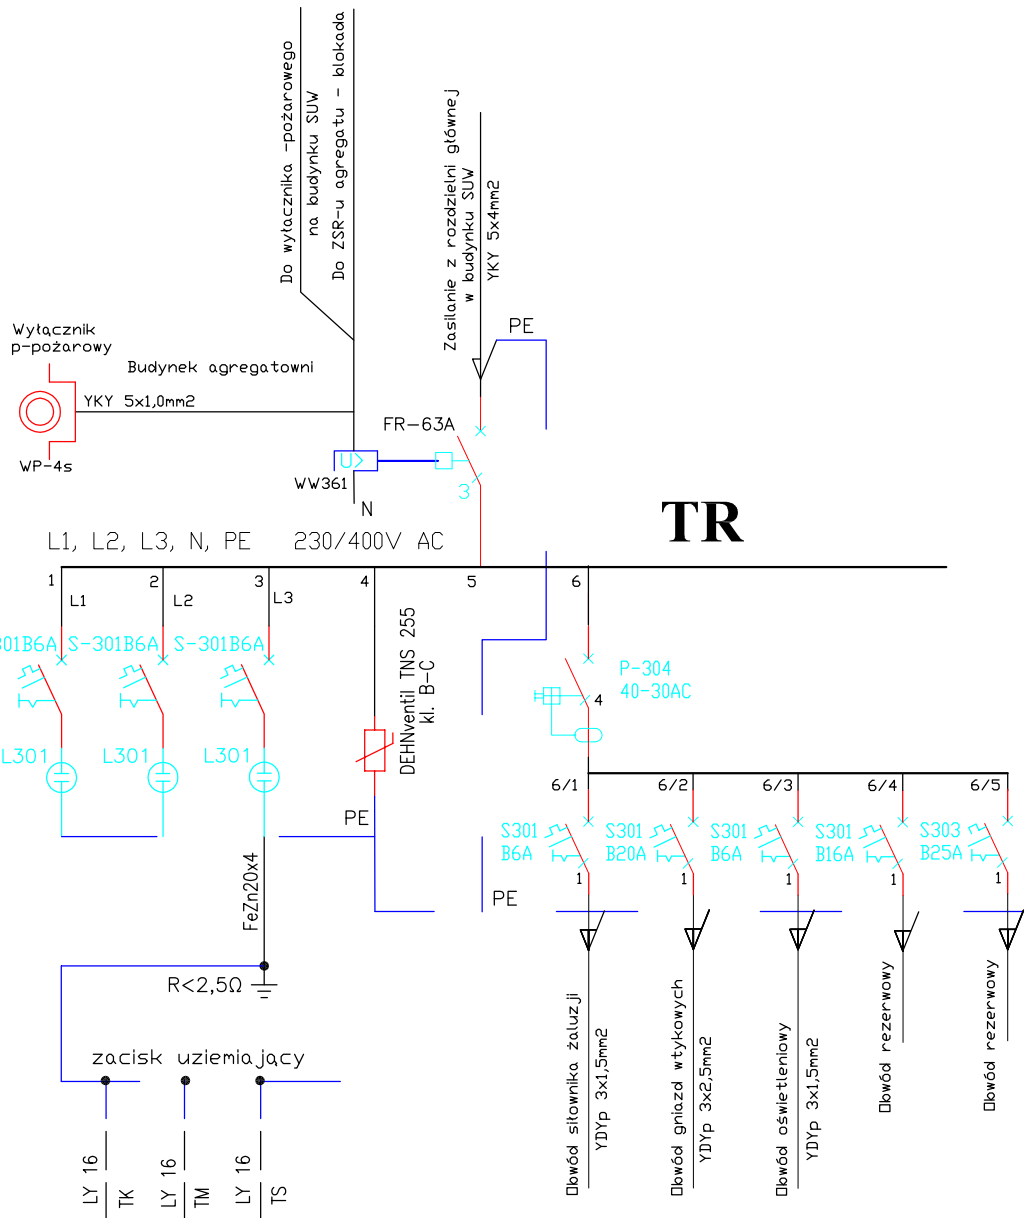 Do wyłacznika -pożarowego
na budynku SUW
Do ZSR-u agregatu - blokada
Zasilanie z rozdzielni głównej
w budynku SUW
YKY 5x4mm2
PE
Wyłącznik
p-pożarowy
Budynek agregatowni
YKY 5x1,0mm2
WP-4s
FR-63A
U>
WW361
3
N
TR
L1, L2, L3, N, PE 230/400V AC
1
2
3
4
5
6
L1
L2
L3
301B6A
S-301B6A
S-301B6A
DEHNventil TNS 255
kl. B-C
P-304
40-30AC
4
L301
L301
L301
PE
6/1
6/2
6/3
6/4
6/5
S301
B6A
S301
B20A
S301
B6A
S301
B16A
S303
B25A
1
1
1
1
1
PE
FeZn20x4
R<2,5Ω
zacisk uziemiający
LY 16
TK
LY 16
TM
LY 16
TS
Obwód siłownika żaluzji
YDYp 3x1,5mm2
Obwód gniazd wtykowych
YDYp 3x2,5mm2
Obwód oświetleniowy
YDYp 3x1,5mm2
Obwód rezerwowy
Obwód rezerwowy